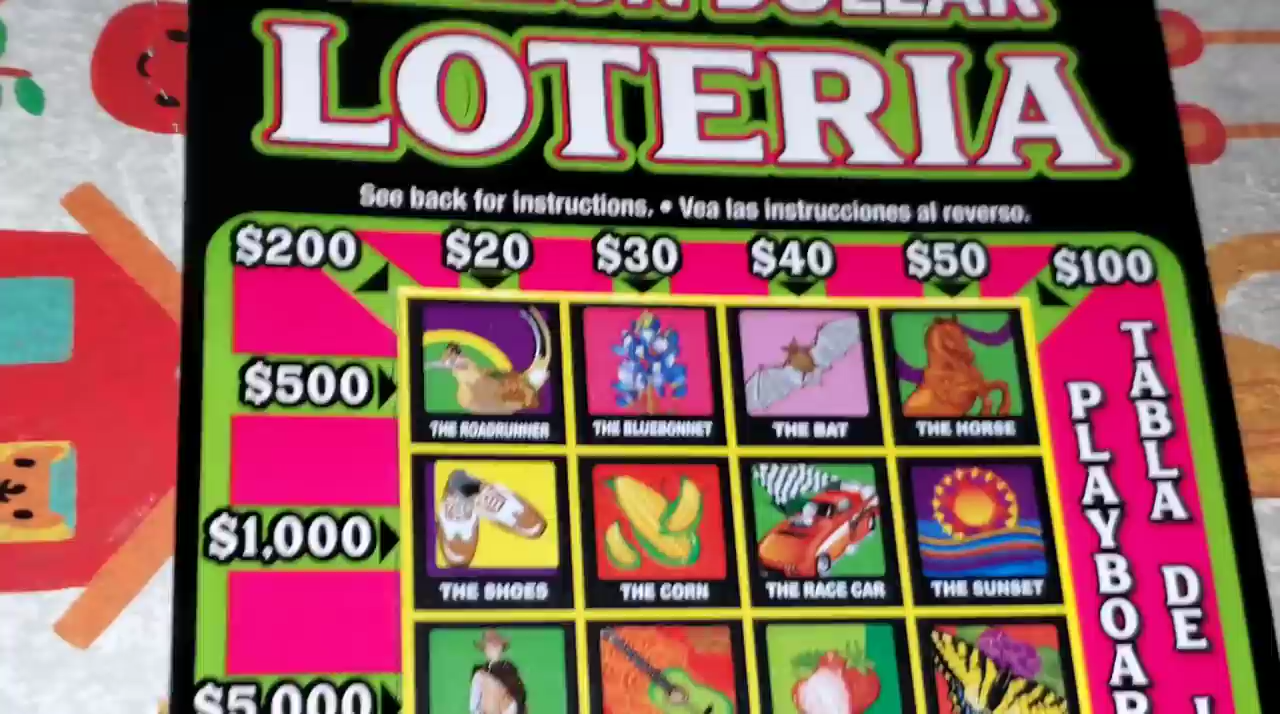 DOLLAR
LOTERIA
See back for instructions. • Vea las instrucciones al reverso.
$200 $20 $30 $40 $50 $100
$500
THE ROADRUNNER THE BLUEBONNET THE BAT THE HORSE
$1,000
THE SHOES THE CORN THE RACE CAR THE SUNSET
$5,000
TABLA DE